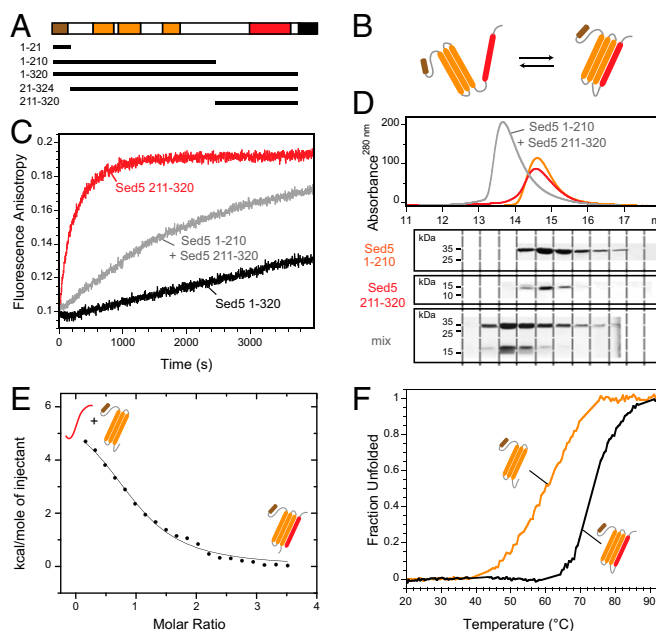 A
1-21
1-210
1-320
21-324
211-320
B
C
Fluorescence Anisotropy
0.2
0.18
0.16
0.14
0.12
0.1
Sed5 211-320
Sed5 1-210
+ Sed5 211-320
Sed5 1-320
0 1000 2000 3000
Time (s)
D
Absorbance 280 nm
200
100
0
Sed5 1-210
+ Sed5 211-320
11 12 13 14 15 16 17 m
Sed5
1-210
kDa
35
25
Sed5
211-320
kDa
15
10
mix
kDa
35
25
15
E
kcal/mole of injectant
6
4
2
0
+
0 1 2 3 4
Molar Ratio
F
Fraction Unfolded
1
0.8
0.6
0.4
0.2
0
20 30 40 50 60 70 80 90
Temperature (°C)